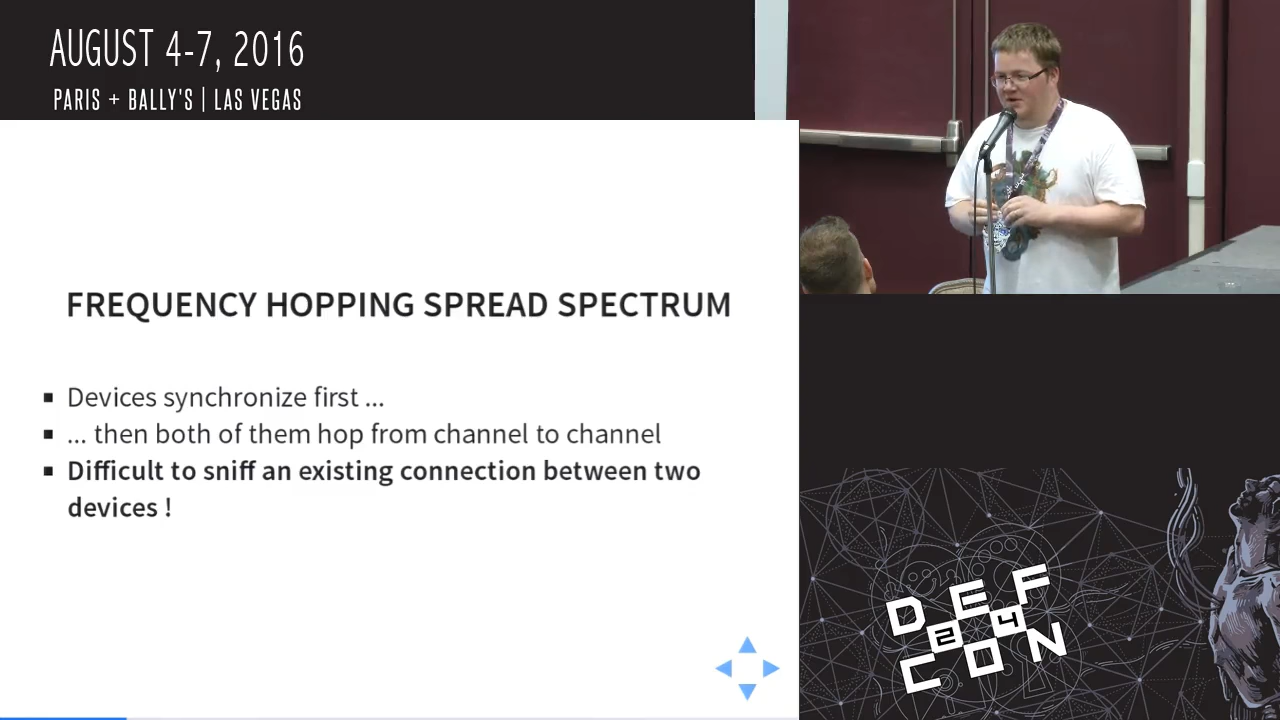 AUGUST 4-7, 2016
PARIS + BALLY'S | LAS VEGAS
FREQUENCY HOPPING SPREAD SPECTRUM
Devices synchronize first ...
... then both of them hop from channel to channel
Difficult to sniff an existing connection between two
devices !
DEF
24
CON